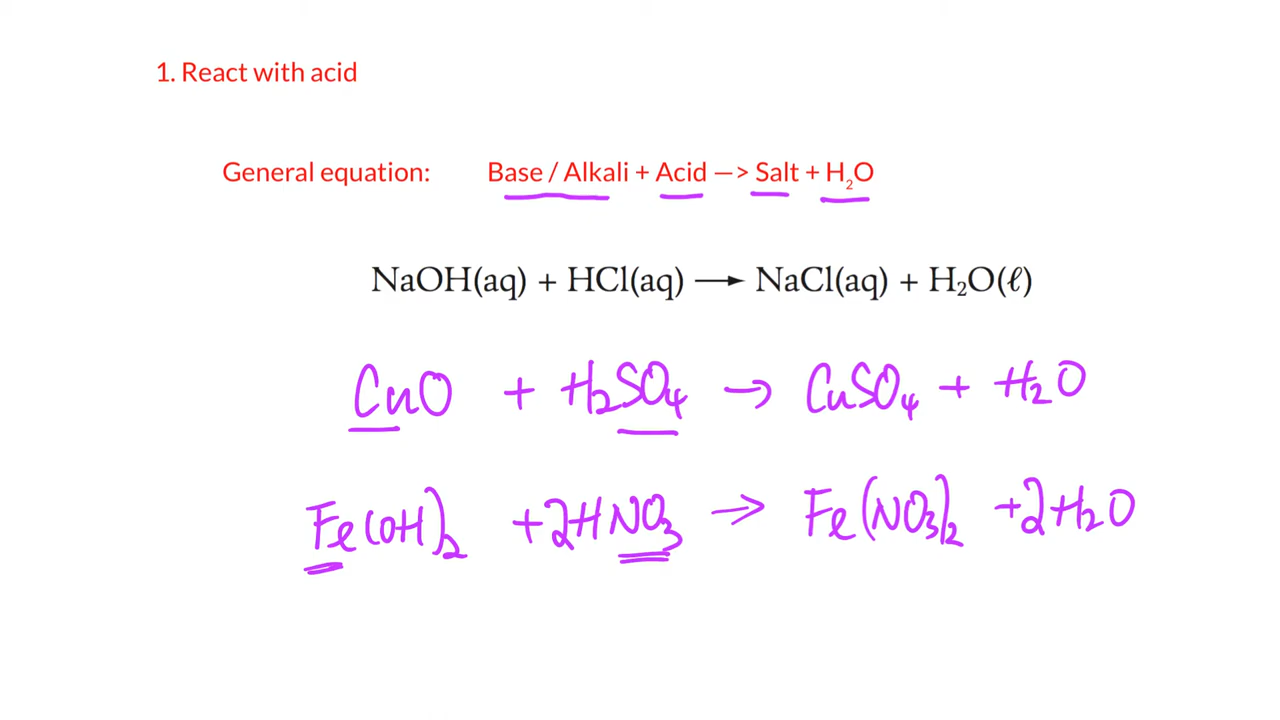 1. React with acid
General equation: Base / Alkali + Acid —> Salt + H₂O
NaOH(aq) + HCl(aq) ⟶ NaCl(aq) + H₂O(ℓ)
CuO + H₂SO₄ → CuSO₄ + H₂O
Fe(OH)₂ + 2HNO₃ → Fe(NO₃)₂ + 2H₂O